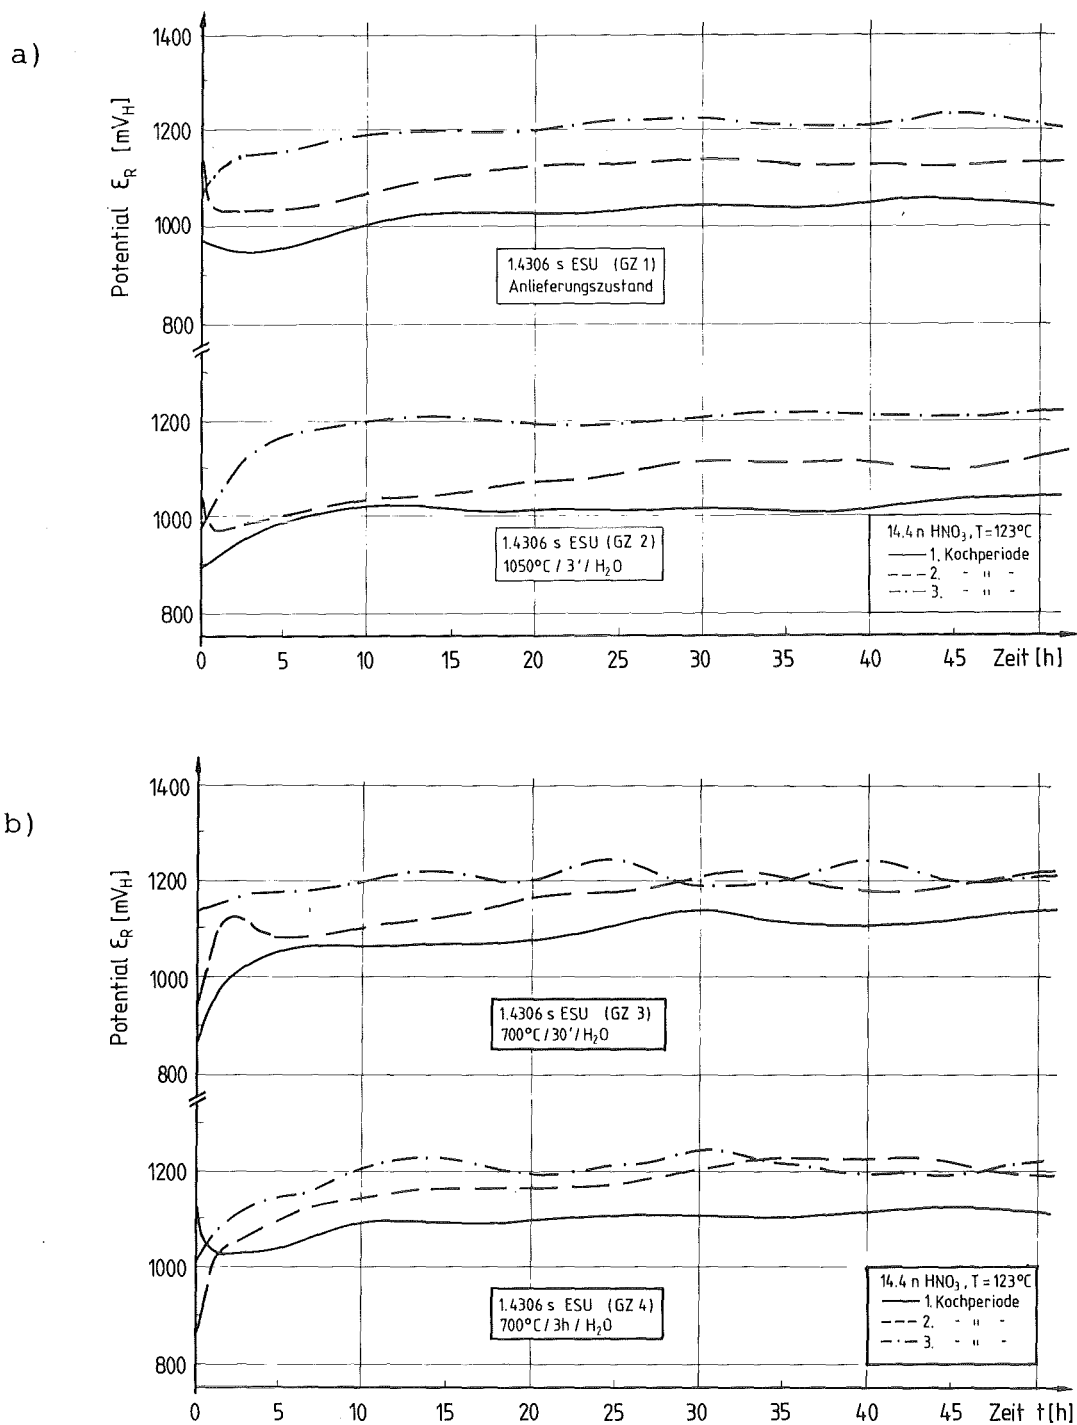 a)
Potential ε_R [mV_H]
1400
1200
1000
800
1.4306 s ESU (GZ 1)
Anlieferungszustand
1200
1000
800
1.4306 s ESU (GZ 2)
1050°C / 3' / H₂O
14.4 n HNO₃, T = 123°C
1. Kochperiode
2. - " -
3. - " -
0 5 10 15 20 25 30 35 40 45 Zeit [h]
b)
Potential ε_R [mV_H]
1400
1200
1000
800
1.4306 s ESU (GZ 3)
700°C / 30' / H₂O
1200
1000
800
1.4306 s ESU (GZ 4)
700°C / 3h / H₂O
14.4 n HNO₃, T = 123°C
1. Kochperiode
2. - " -
3. - " -
0 5 10 15 20 25 30 35 40 45 Zeit t [h]